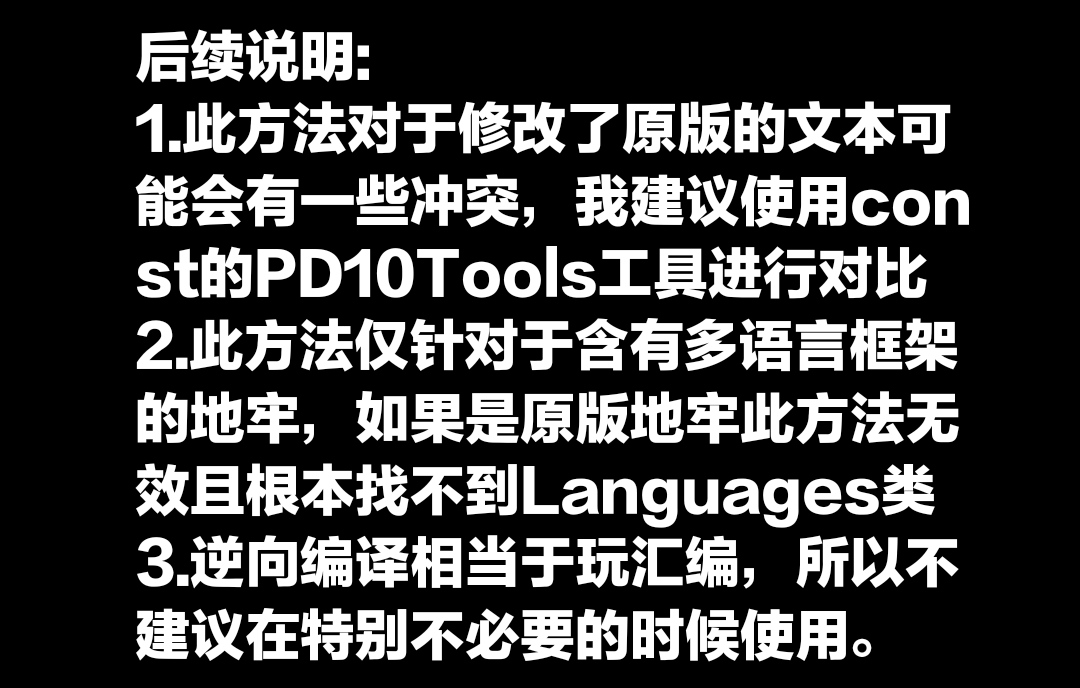 后续说明:
1.此方法对于修改了原版的文本可
能会有一些冲突，我建议使用con
st的PD10Tools工具进行对比
2.此方法仅针对于含有多语言框架
的地牢，如果是原版地牢此方法无
效且根本找不到Languages类
3.逆向编译相当于玩汇编，所以不
建议在特别不必要的时候使用。